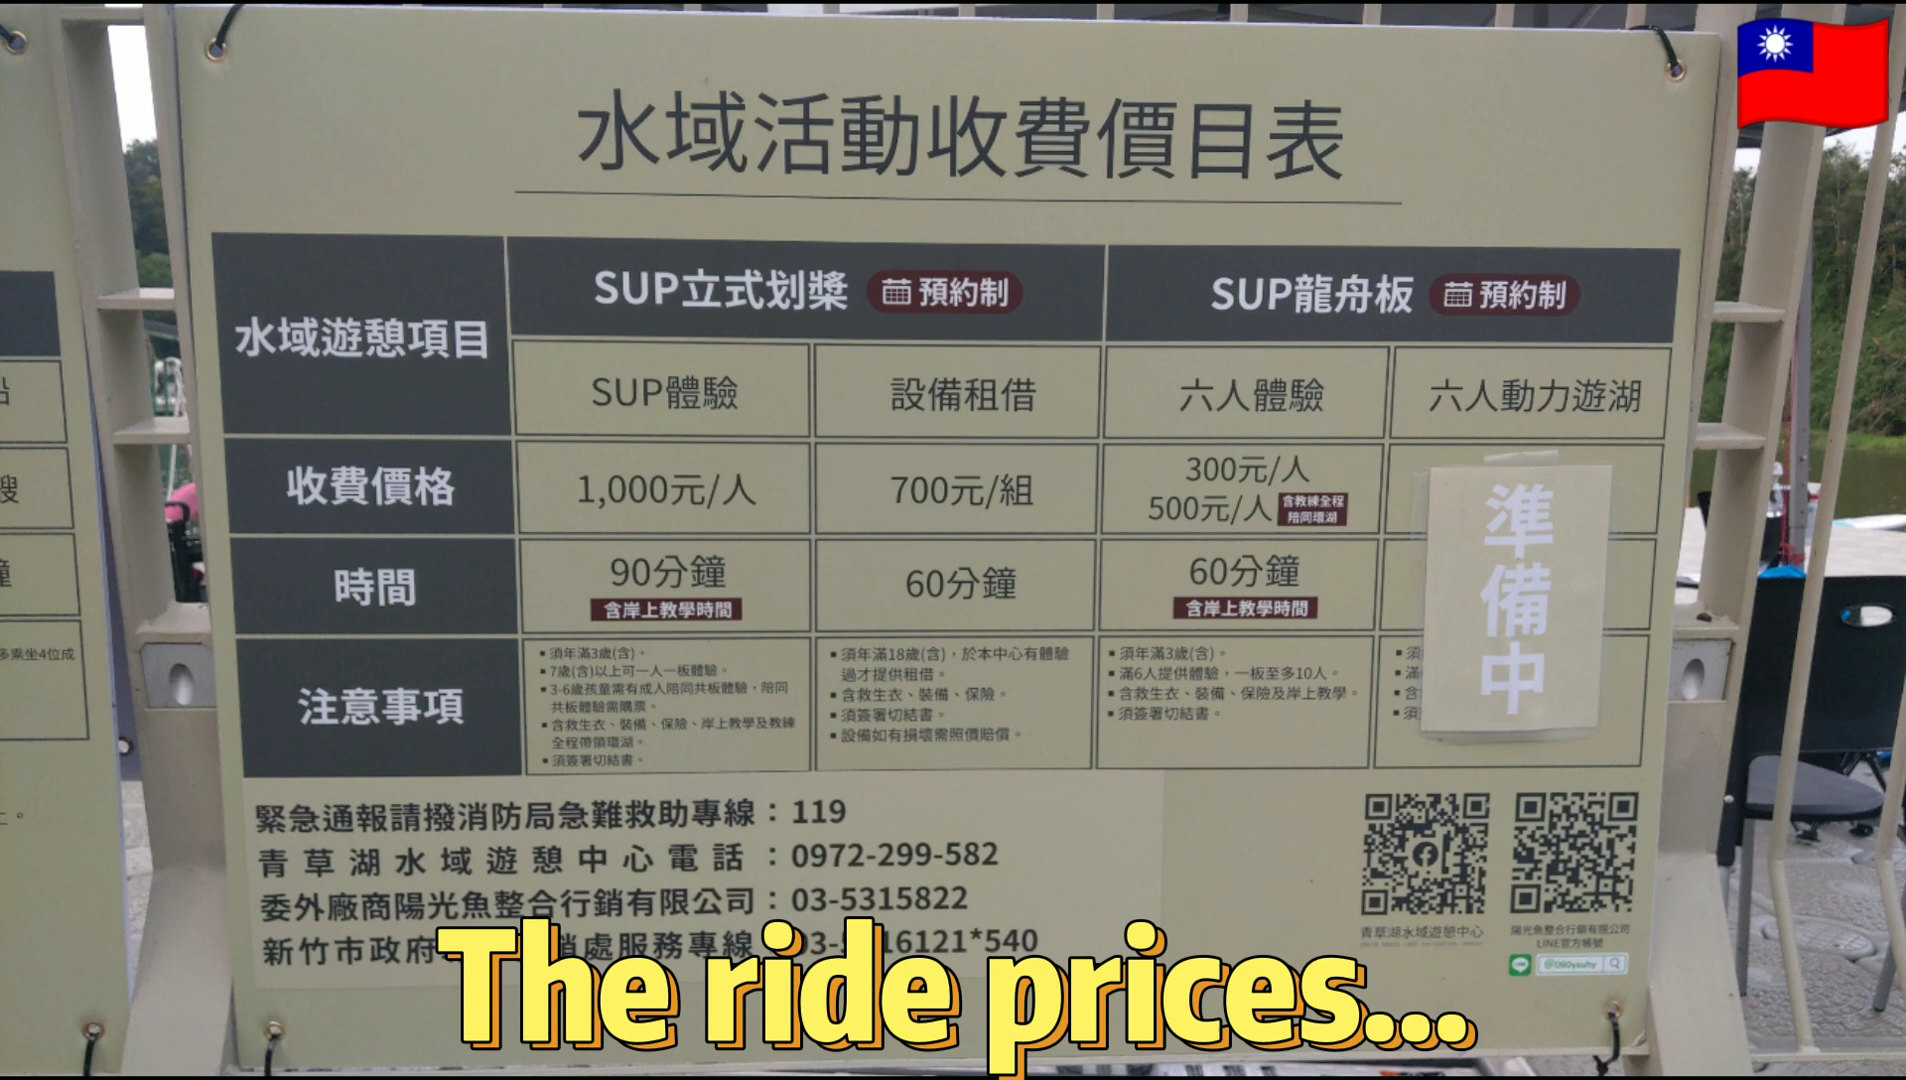 水域活動收費價目表
水域遊憩項目
SUP立式划槳 預約制
SUP龍舟板 預約制
SUP體驗
設備租借
六人體驗
六人動力遊湖
收費價格
1,000元/人
700元/組
300元/人
500元/人 含教練全程陪同環湖
準備中
時間
90分鐘
含岸上教學時間
60分鐘
60分鐘
含岸上教學時間
注意事項
▪須年滿3歲(含)。
▪7歲(含)以上可一人一板體驗。
▪3-6歲孩童需有成人陪同共板體驗，陪同
共板體驗需購票。
▪含救生衣、裝備、保險、岸上教學及教練
全程帶領環湖。
▪須簽署切結書。
▪須年滿18歲(含)，於本中心有體驗
過才提供租借。
▪含救生衣、裝備、保險。
▪須簽署切結書。
▪設備如有損壞需照價賠償。
▪須年滿3歲(含)。
▪滿6人提供體驗，一板至多10人。
▪含救生衣、裝備、保險及岸上教學。
▪須簽署切結書。
▪須
▪滿
▪含
▪須
多乘坐4位成
緊急通報請撥消防局急難救助專線：119
青草湖水域遊憩中心電話：0972-299-582
委外廠商陽光魚整合行銷有限公司：03-5315822
新竹市政府 銷處服務專線 16121*540
青草湖水域遊憩中心
陽光魚整合行銷有限公司
LINE官方帳號
The ride prices...